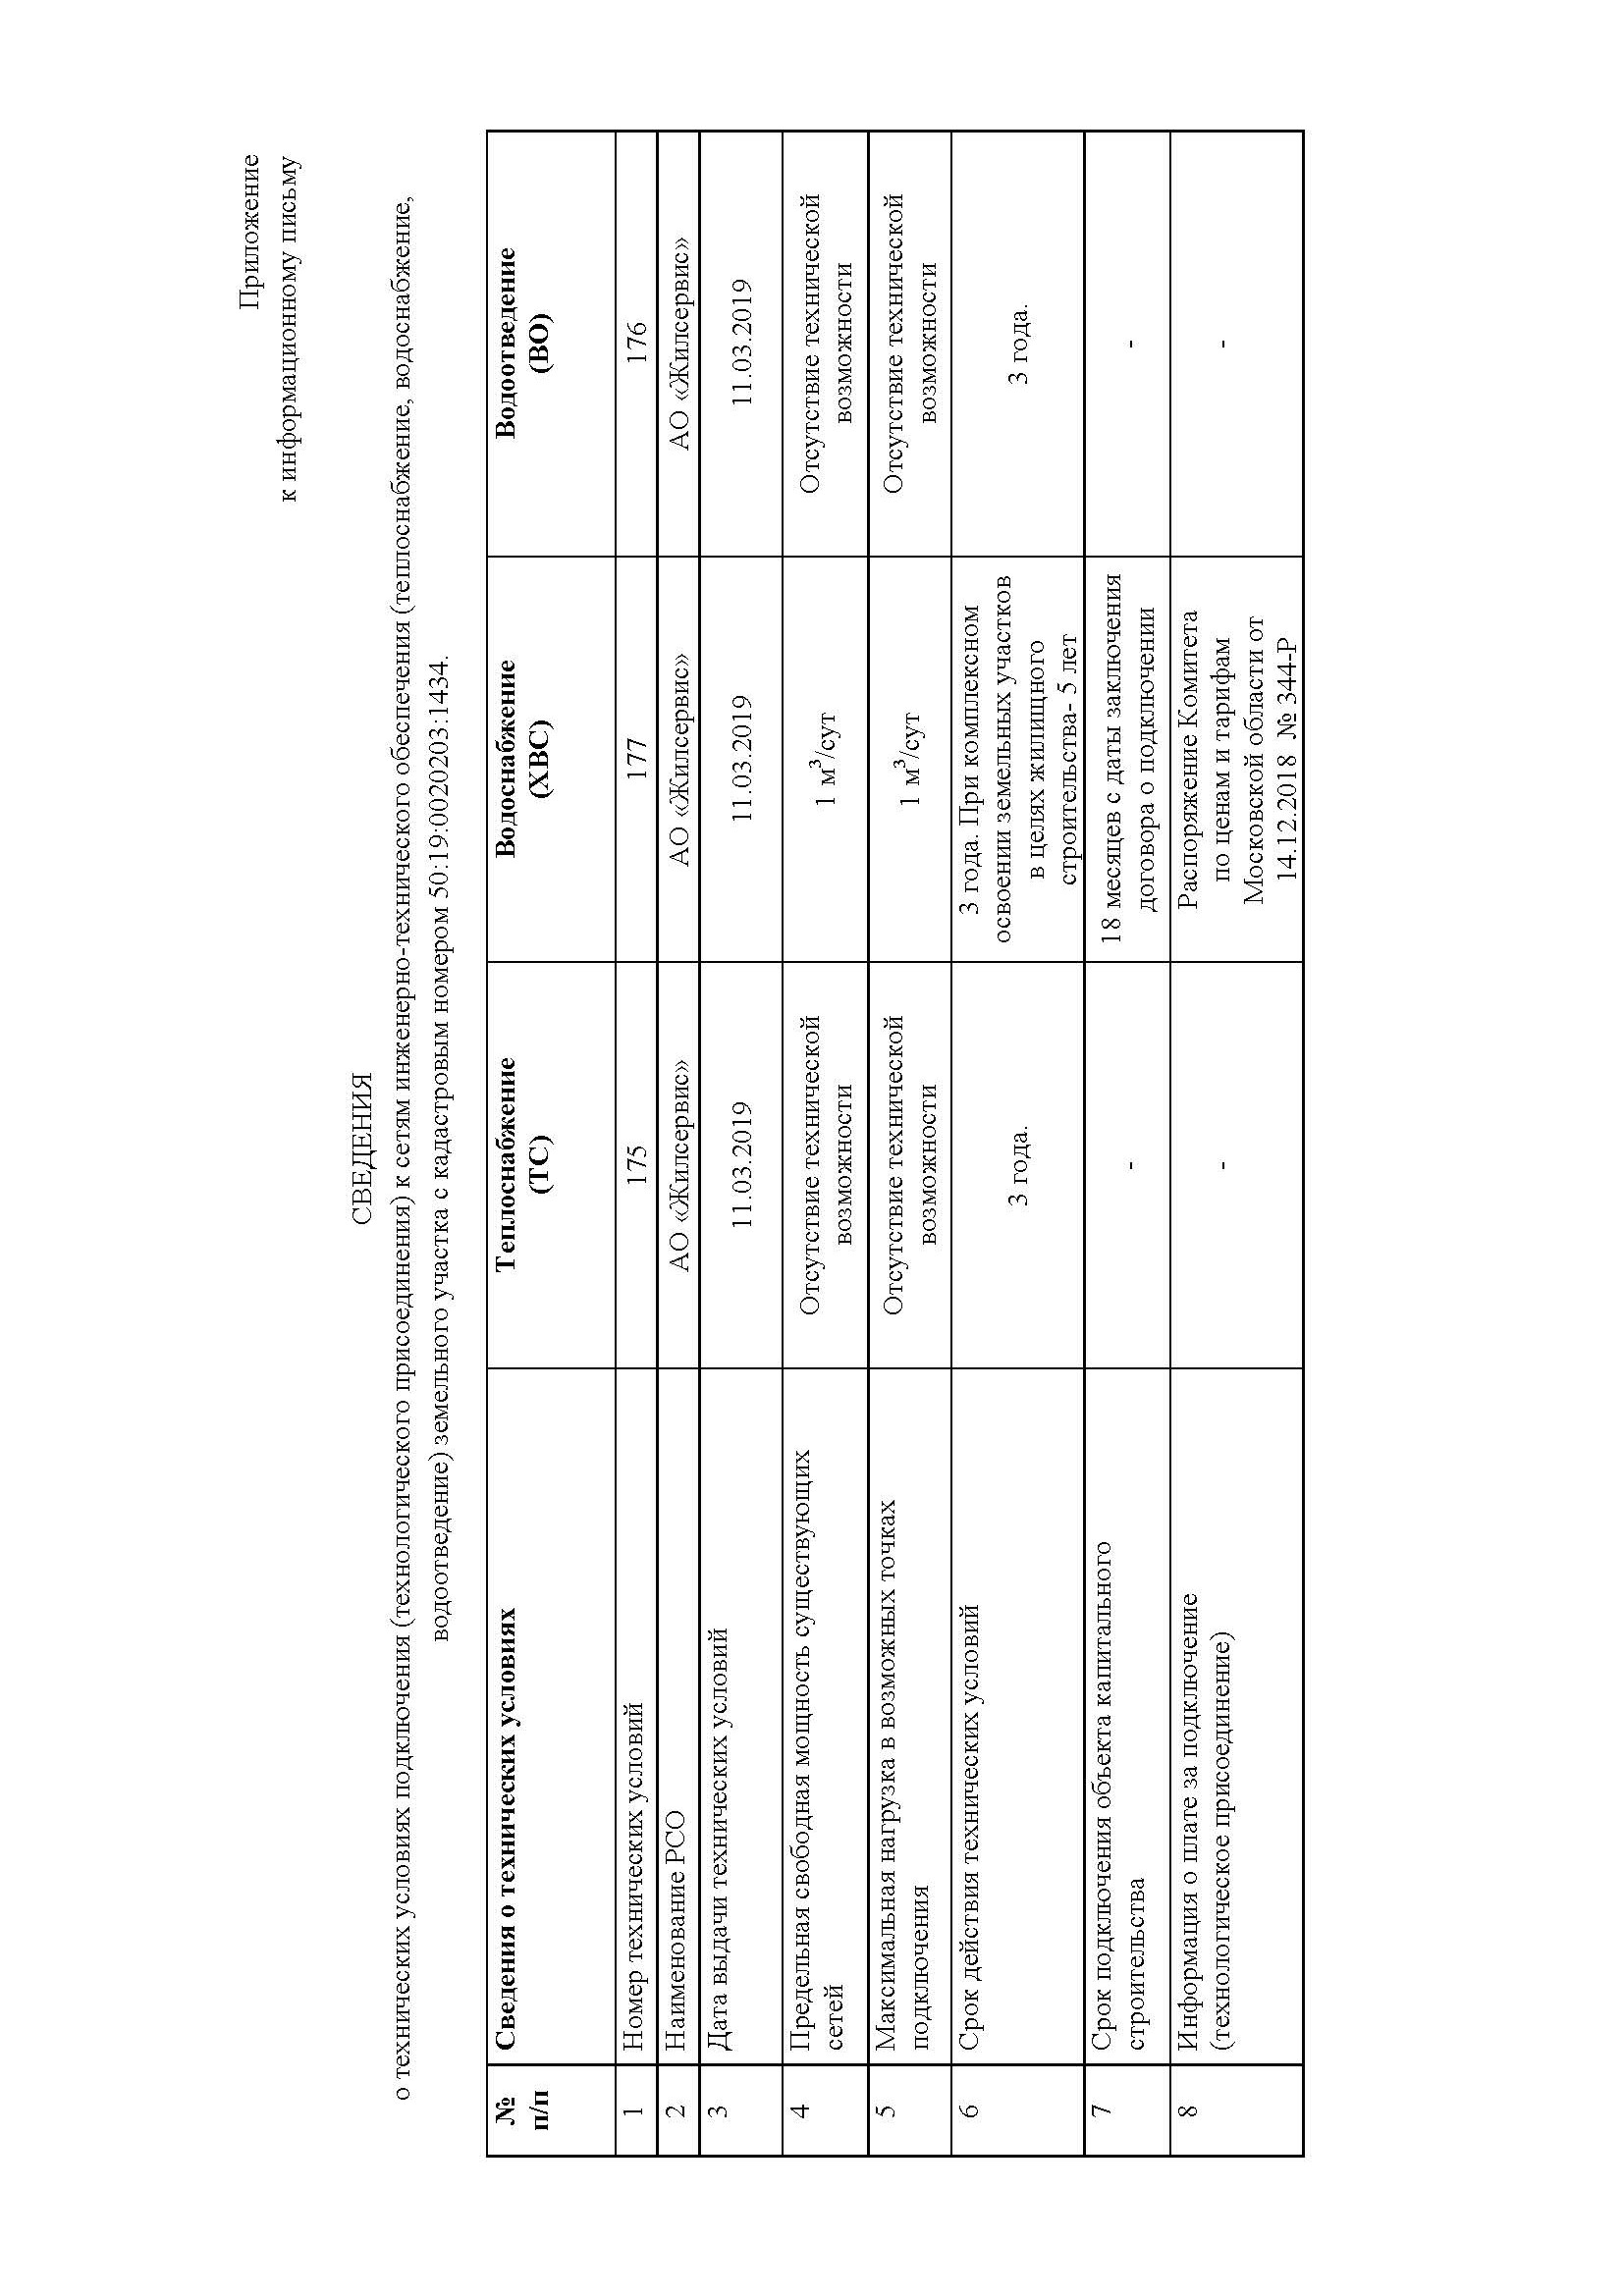 Приложение
к информационному письму
СВЕДЕНИЯ
о технических условиях подключения (технологического присоединения) к сетям инженерно-технического обеспечения (теплоснабжение, водоснабжение,
водоотведение) земельного участка с кадастровым номером 50:19:0020203:1434.
№ Сведения о технических условиях Теплоснабжение Водоснабжение Водоотведение
п/п (ТС) (ХВС) (ВО)
1 Номер технических условий 175 177 176
2 Наименование РСО АО «Жилсервис» АО «Жилсервис» АО «Жилсервис»
3 Дата выдачи технических условий 11.03.2019 11.03.2019 11.03.2019
4 Предельная свободная мощность существующих
сетей
Отсутствие технической
возможности
1 м³/сут
Отсутствие технической
возможности
5 Максимальная нагрузка в возможных точках
подключения
Отсутствие технической
возможности
1 м³/сут
Отсутствие технической
возможности
6 Срок действия технических условий
3 года.
3 года. При комплексном
освоении земельных участков
в целях жилищного
строительства- 5 лет
3 года.
7 Срок подключения объекта капитального
строительства
-
18 месяцев с даты заключения
договора о подключении
-
8 Информация о плате за подключение
(технологическое присоединение)
-
Распоряжение Комитета
по ценам и тарифам
Московской области от
14.12.2018 № 344-Р
-